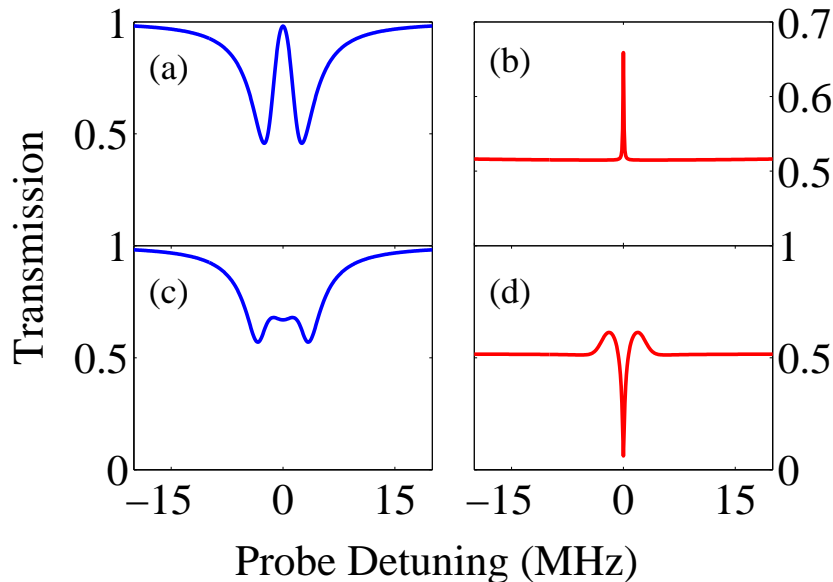 1 0.7
(a) (b)
0.6
0.5 0.5
Transmission
1 1
(c) (d)
0.5 0.5
0 0
−15 0 15 −15 0 15
Probe Detuning (MHz)